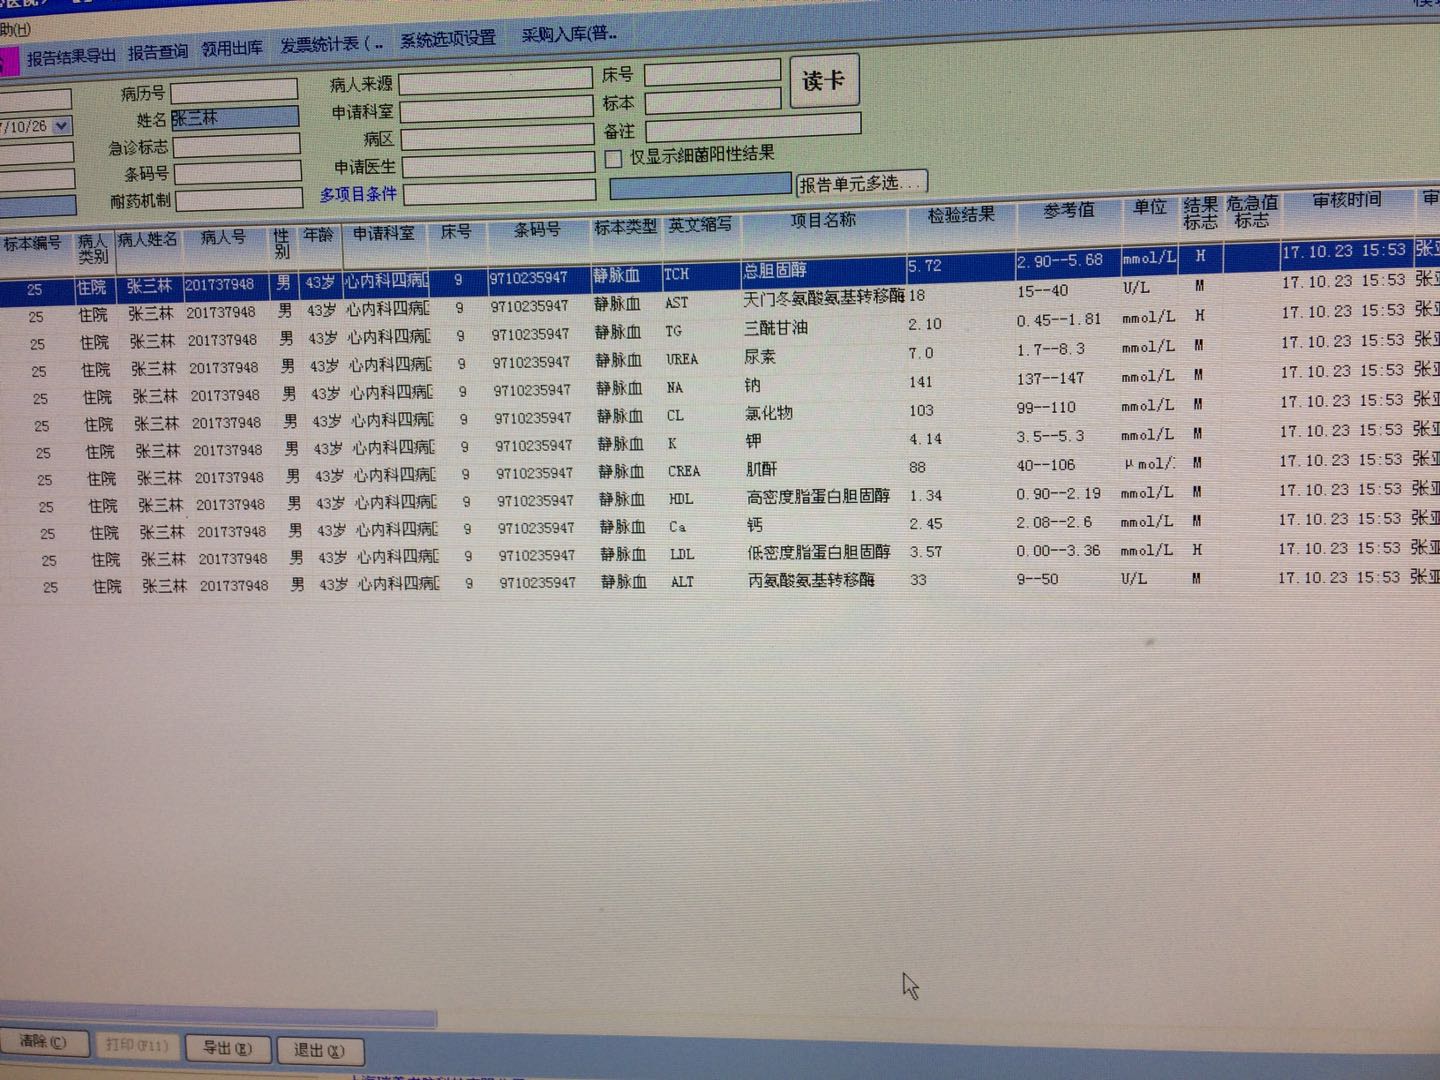 助(H)
报告结果导出 报告查询 领用出库 发票统计表(.. 系统选项设置 采购入库(普..
病历号 病人来源 床号 读卡
7/10/26 姓名 张三林 申请科室 标本
急诊标志 病区 备注
条码号 申请医生 仅显示细菌阳性结果
耐药机制 多项目条件 报告单元多选...
标本编号 病人类别 病人姓名 病人号 性别 年龄 申请科室 床号 条码号 标本类型 英文缩写 项目名称 检验结果 参考值 单位 结果标志 危急值标志 审核时间 审
25 住院 张三林 201737948 男 43岁 心内科四病区 9 9710235947 静脉血 TCH 总胆固醇 5.72 2.90--5.68 mmol/L H 17.10.23 15:53 张亚
25 住院 张三林 201737948 男 43岁 心内科四病区 9 9710235947 静脉血 AST 天门冬氨酸氨基转移酶 18 15--40 U/L M 17.10.23 15:53 张亚
25 住院 张三林 201737948 男 43岁 心内科四病区 9 9710235947 静脉血 TG 三酰甘油 2.10 0.45--1.81 mmol/L H 17.10.23 15:53 张亚
25 住院 张三林 201737948 男 43岁 心内科四病区 9 9710235947 静脉血 UREA 尿素 7.0 1.7--8.3 mmol/L M 17.10.23 15:53 张亚
25 住院 张三林 201737948 男 43岁 心内科四病区 9 9710235947 静脉血 NA 钠 141 137--147 mmol/L M 17.10.23 15:53 张亚
25 住院 张三林 201737948 男 43岁 心内科四病区 9 9710235947 静脉血 CL 氯化物 103 99--110 mmol/L M 17.10.23 15:53 张亚
25 住院 张三林 201737948 男 43岁 心内科四病区 9 9710235947 静脉血 K 钾 4.14 3.5--5.3 mmol/L M 17.10.23 15:53 张亚
25 住院 张三林 201737948 男 43岁 心内科四病区 9 9710235947 静脉血 CREA 肌酐 88 40--106 μmol/ M 17.10.23 15:53 张亚
25 住院 张三林 201737948 男 43岁 心内科四病区 9 9710235947 静脉血 HDL 高密度脂蛋白胆固醇 1.34 0.90--2.19 mmol/L M 17.10.23 15:53 张亚
25 住院 张三林 201737948 男 43岁 心内科四病区 9 9710235947 静脉血 Ca 钙 2.45 2.08--2.6 mmol/L M 17.10.23 15:53 张亚
25 住院 张三林 201737948 男 43岁 心内科四病区 9 9710235947 静脉血 LDL 低密度脂蛋白胆固醇 3.57 0.00--3.36 mmol/L H 17.10.23 15:53 张亚
25 住院 张三林 201737948 男 43岁 心内科四病区 9 9710235947 静脉血 ALT 丙氨酸氨基转移酶 33 9--50 U/L M 17.10.23 15:53 张亚
清除(C) 打印(F11) 导出(E) 退出(X)